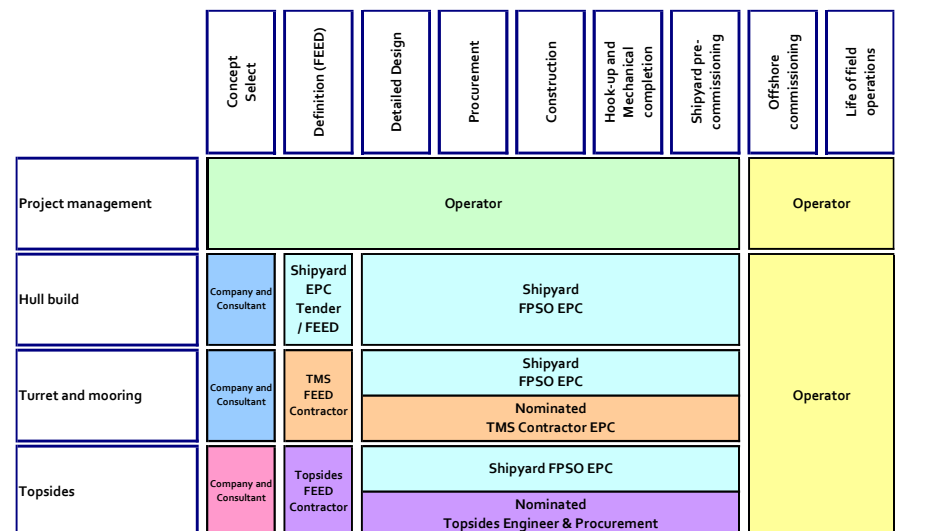 Concept
Select
Definition (FEED)
Detailed Design
Procurement
Construction
Hook-up and
Mechanical
completion
Shipyard pre-
commissioning
Offshore
commissioning
Life of field
operations
Project management
Operator
Operator
Hull build
Company and
Consultant
Shipyard
EPC
Tender
/ FEED
Shipyard
FPSO EPC
Operator
Turret and mooring
Company and
Consultant
TMS
FEED
Contractor
Shipyard
FPSO EPC
Nominated
TMS Contractor EPC
Topsides
Company and
Consultant
Topsides
FEED
Contractor
Shipyard FPSO EPC
Nominated
Topsides Engineer & Procurement